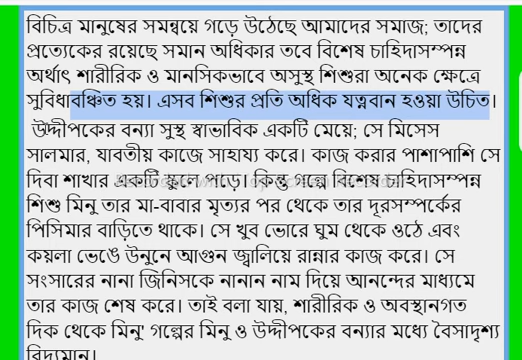 বিচিত্র মানুষের সমন্বয়ে গড়ে উঠেছে আমাদের সমাজ; তাদের
প্রত্যেকের রয়েছে সমান অধিকার তবে বিশেষ চাহিদাসম্পন্ন
অর্থাৎ শারীরিক ও মানসিকভাবে অসুস্থ শিশুরা অনেক ক্ষেত্রে
সুবিধাবঞ্চিত হয়। এসব শিশুর প্রতি অধিক যত্নবান হওয়া উচিত।
উদ্দীপকের বন্যা সুস্থ স্বাভাবিক একটি মেয়ে; সে মিসেস
সালমার, যাবতীয় কাজে সাহায্য করে। কাজ করার পাশাপাশি সে
দিবা শাখার একটি স্কুলে পড়ে। কিন্তু গল্পে বিশেষ চাহিদাসম্পন্ন
শিশু মিনু তার মা-বাবার মৃত্যর পর থেকে তার দূরসম্পর্কের
পিসিমার বাড়িতে থাকে। সে খুব ভোরে ঘুম থেকে ওঠে এবং
কয়লা ভেঙে উনুনে আগুন জ্বালিয়ে রান্নার কাজ করে। সে
সংসারের নানা জিনিসকে নানান নাম দিয়ে আনন্দের মাধ্যমে
তার কাজ শেষ করে। তাই বলা যায়, শারীরিক ও অবস্থানগত
দিক থেকে মিনু' গল্পের মিনু ও উদ্দীপকের বন্যার মধ্যে বৈসাদৃশ্য
বিদ্যমান।